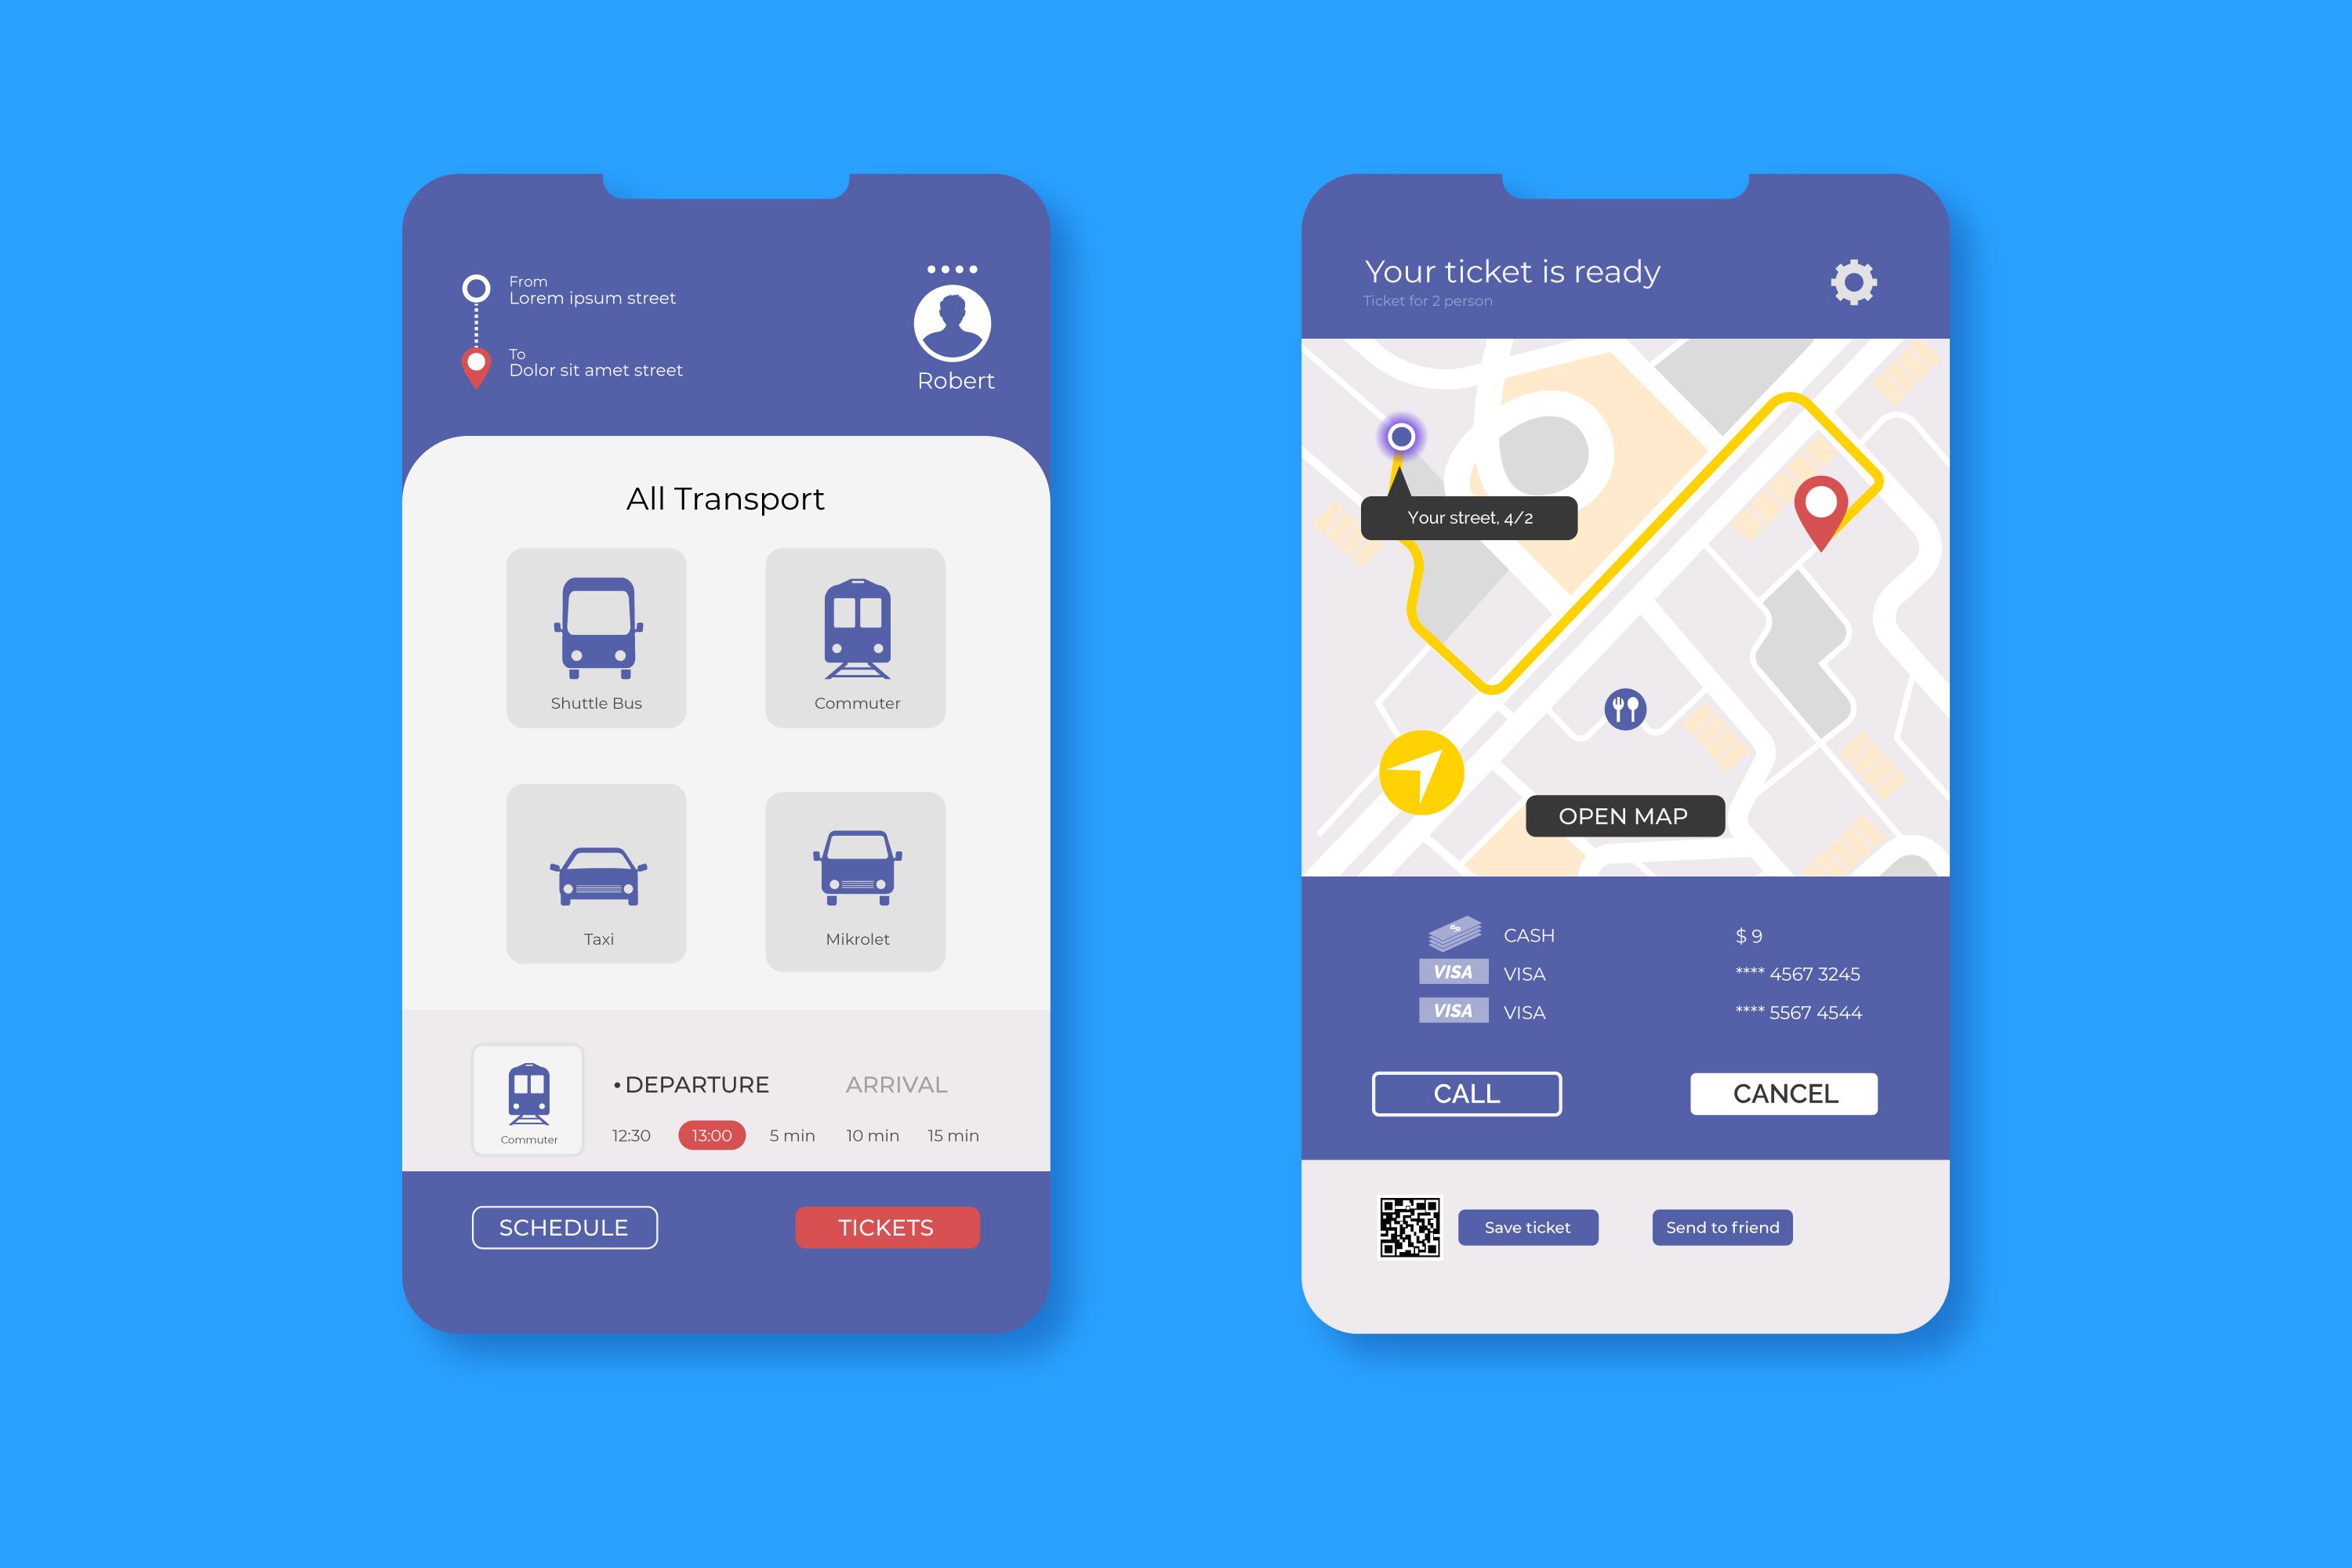 From
Lorem ipsum street
To
Dolor sit amet street
Robert
All Transport
Shuttle Bus
Commuter
Taxi
Mikrolet
Commuter
• DEPARTURE
ARRIVAL
12:30 13:00 5 min 10 min 15 min
SCHEDULE
TICKETS
Your ticket is ready
Ticket for 2 person
Your street, 4/2
OPEN MAP
$
CASH $ 9
VISA VISA **** 4567 3245
VISA VISA **** 5567 4544
CALL
CANCEL
Save ticket
Send to friend